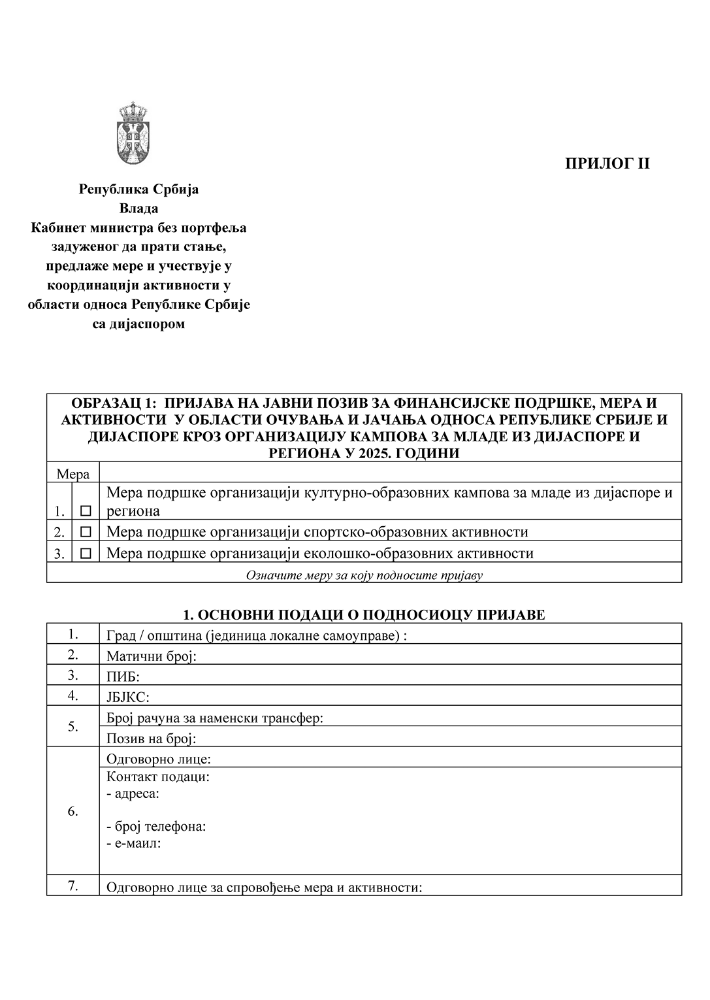 ПРИЛОГ II
Република Србија
Влада
Кабинет министра без портфеља
задуженог да прати стање,
предлаже мере и учествује у
координацији активности у
области односа Републике Србије
са дијаспором
ОБРАЗАЦ 1: ПРИЈАВА НА ЈАВНИ ПОЗИВ ЗА ФИНАНСИЈСКЕ ПОДРШКЕ, МЕРА И
АКТИВНОСТИ У ОБЛАСТИ ОЧУВАЊА И ЈАЧАЊА ОДНОСА РЕПУБЛИКЕ СРБИЈЕ И
ДИЈАСПОРЕ КРОЗ ОРГАНИЗАЦИЈУ КАМПОВА ЗА МЛАДЕ ИЗ ДИЈАСПОРЕ И
РЕГИОНА У 2025. ГОДИНИ
Мера
1. ☐ Мера подршке организацији културно-образовних кампова за младе из дијаспоре и
региона
2. ☐ Мера подршке организацији спортско-образовних активности
3. ☐ Мера подршке организацији еколошко-образовних активности
Означите меру за коју подносите пријаву
1. ОСНОВНИ ПОДАЦИ О ПОДНОСИОЦУ ПРИЈАВЕ
1. Град / општина (јединица локалне самоуправе) :
2. Матични број:
3. ПИБ:
4. ЈБЈКС:
5. Број рачуна за наменски трансфер:
Позив на број:
6. Одговорно лице:
Контакт подаци:
- адреса:
- број телефона:
- е-маил:
7. Одговорно лице за спровођење мера и активности: